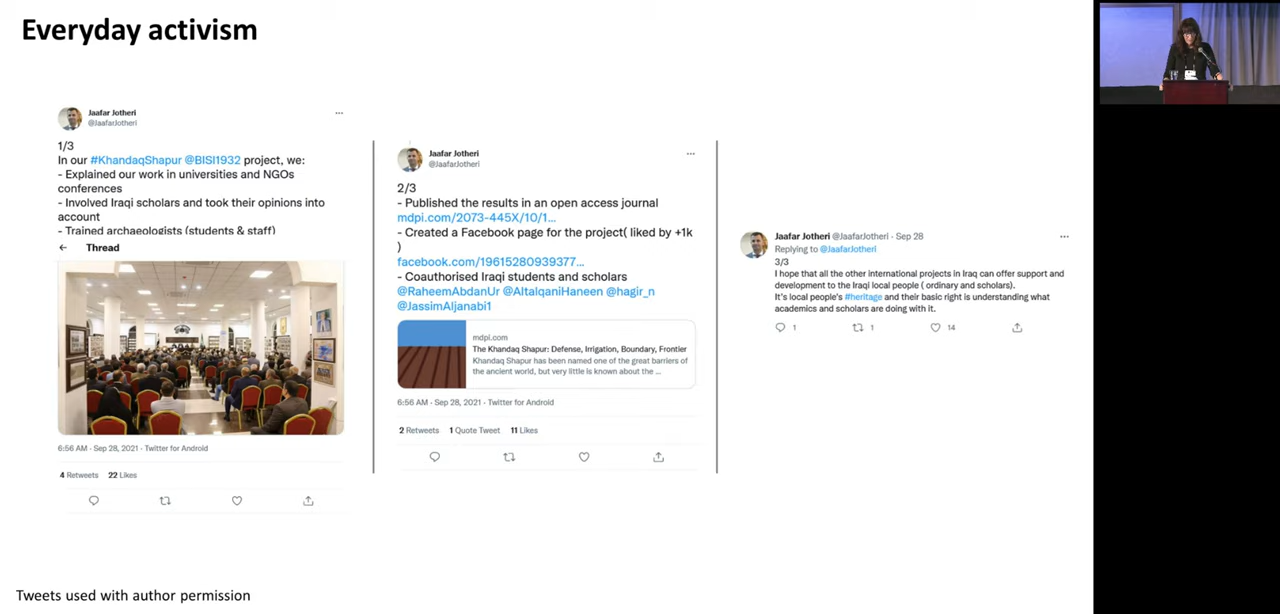 Everyday activism
Jaafar Jotheri
@JaafarJotheri
1/3
In our #KhandaqShapur @BISI1932 project, we:
- Explained our work in universities and NGOs
conferences
- Involved Iraqi scholars and took their opinions into
account
- Trained archaeologists (students & staff)
Thread
6:56 AM · Sep 28, 2021 · Twitter for Android
4 Retweets 22 Likes
Jaafar Jotheri
@JaafarJotheri
2/3
- Published the results in an open access journal
mdpi.com/2073-445X/10/1...
- Created a Facebook page for the project( liked by +1k
)
facebook.com/19615280939377...
- Coauthorised Iraqi students and scholars
@RaheemAbdanUr @AltalqaniHaneen @hagir_n
@JassimAljanabi1
mdpi.com
The Khandaq Shapur: Defense, Irrigation, Boundary, Frontier
Khandaq Shapur has been named one of the great barriers of
the ancient world, but very little is known about the ...
6:56 AM · Sep 28, 2021 · Twitter for Android
2 Retweets 1 Quote Tweet 11 Likes
Jaafar Jotheri @JaafarJotheri · Sep 28
Replying to @JaafarJotheri
3/3
I hope that all the other international projects in Iraq can offer support and
development to the Iraqi local people ( ordinary and scholars).
It's local people's #heritage and their basic right is understanding what
academics and scholars are doing with it.
1 1 14
Tweets used with author permission